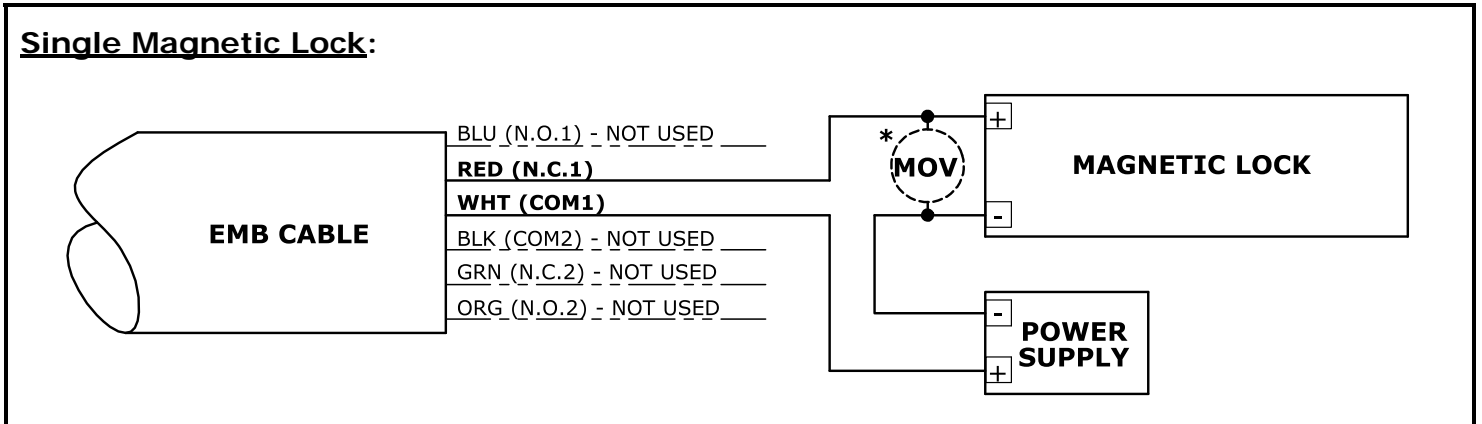 Single Magnetic Lock:
BLU (N.O.1) - NOT USED
RED (N.C.1)
WHT (COM1)
BLK (COM2) - NOT USED
GRN (N.C.2) - NOT USED
ORG (N.O.2) - NOT USED
EMB CABLE
*
MOV
+
-
MAGNETIC LOCK
-
+
POWER
SUPPLY